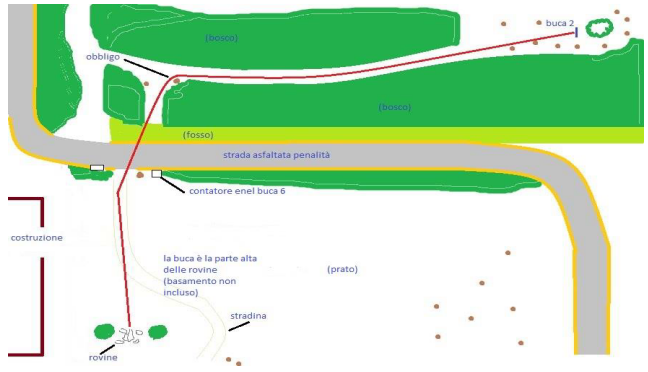 buca 2
(bosco)
obbligo
(bosco)
(fosso)
strada asfaltata penalità
contatore enel buca 6
costruzione
la buca è la parte alta
delle rovine
(basamento non
incluso)
(prato)
stradina
rovine